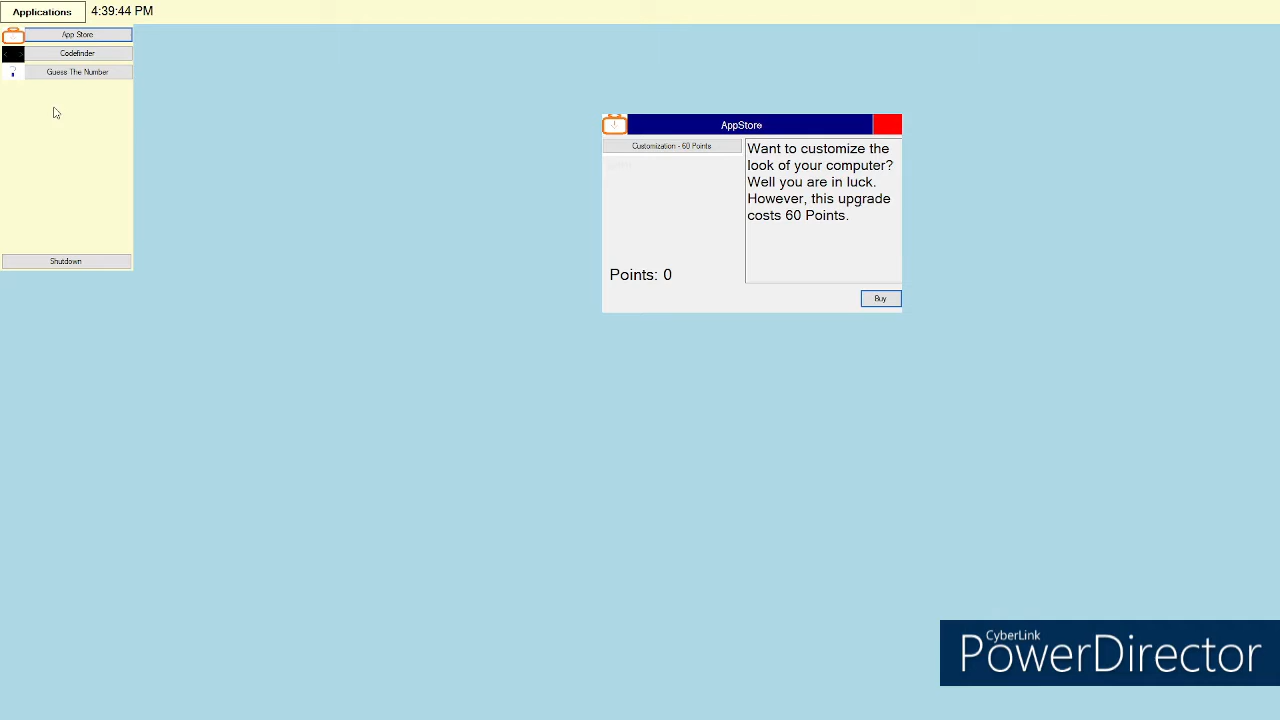 Applications 4:39:44 PM
App Store
Codefinder
Guess The Number
Shutdown
AppStore
Customization - 60 Points
Want to customize the
look of your computer?
Well you are in luck.
However, this upgrade
costs 60 Points.
Points: 0
Buy
CyberLink
PowerDirector